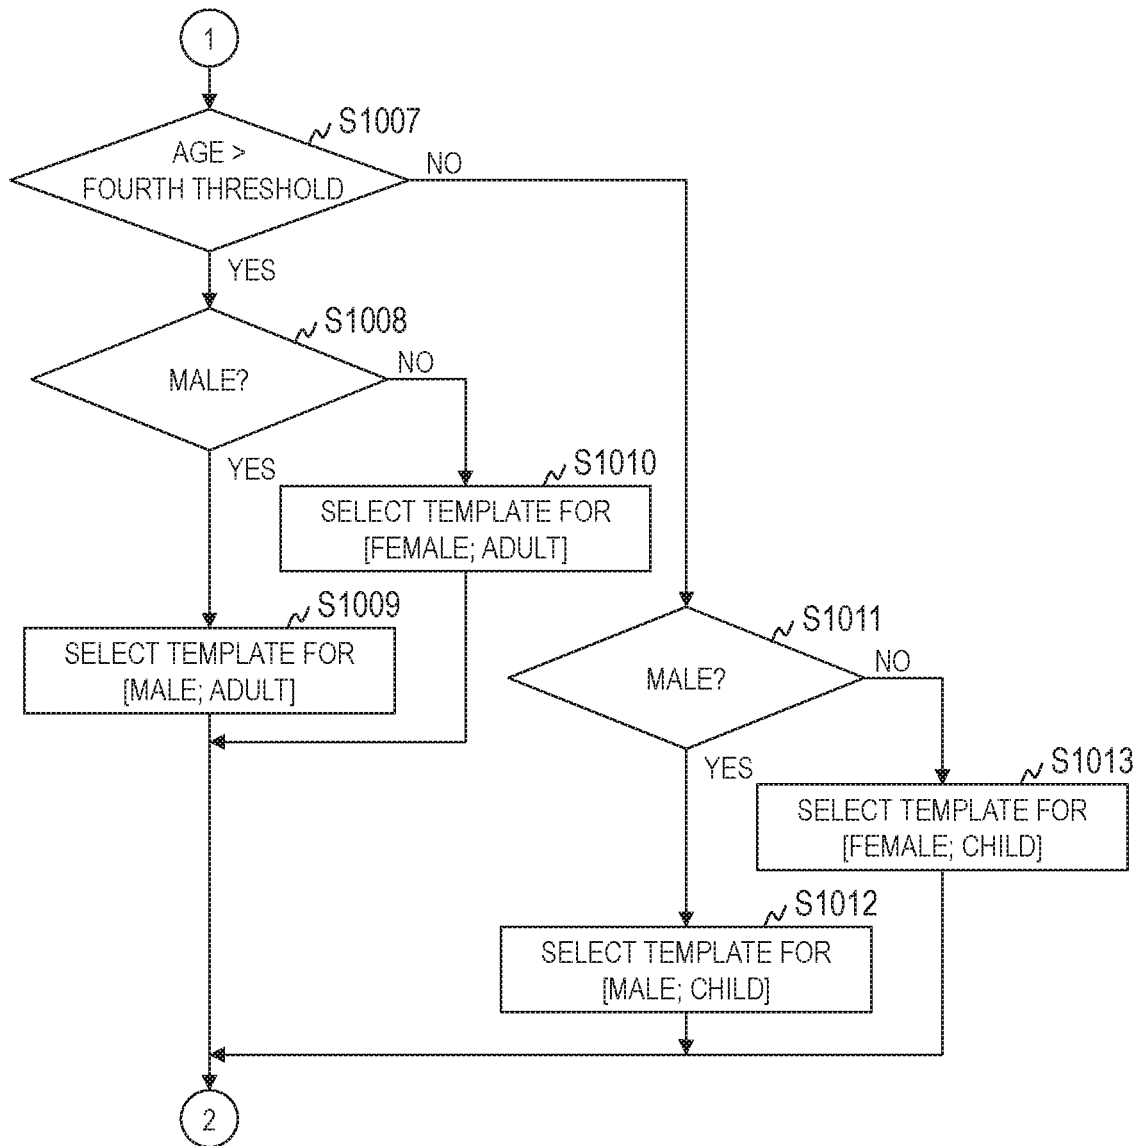 1
S1007
AGE >
FOURTH THRESHOLD
NO
YES
S1008
MALE?
NO
YES
S1010
SELECT TEMPLATE FOR
[FEMALE; ADULT]
S1009
SELECT TEMPLATE FOR
[MALE; ADULT]
S1011
MALE?
NO
YES
S1013
SELECT TEMPLATE FOR
[FEMALE; CHILD]
S1012
SELECT TEMPLATE FOR
[MALE; CHILD]
2